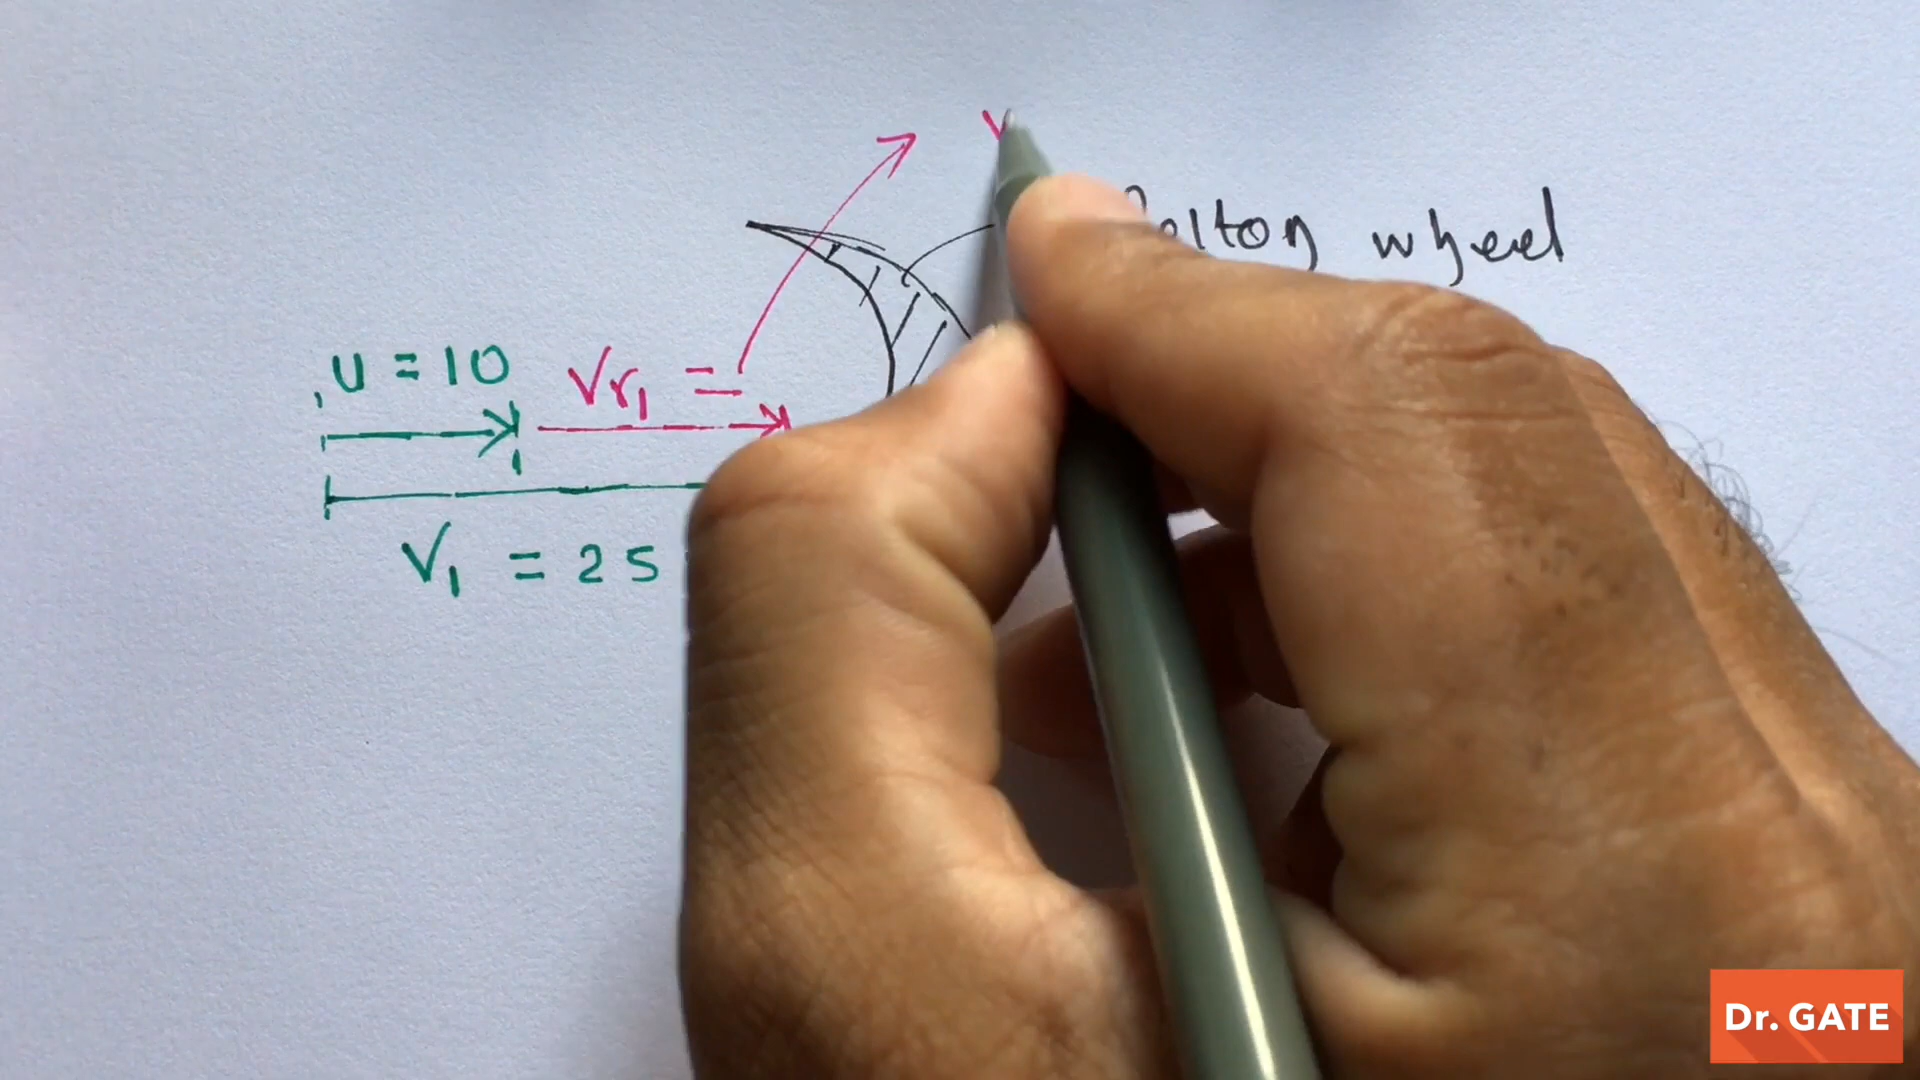 V
elton wheel
u = 10
Vr₁ =
V₁ = 25
Dr. GATE